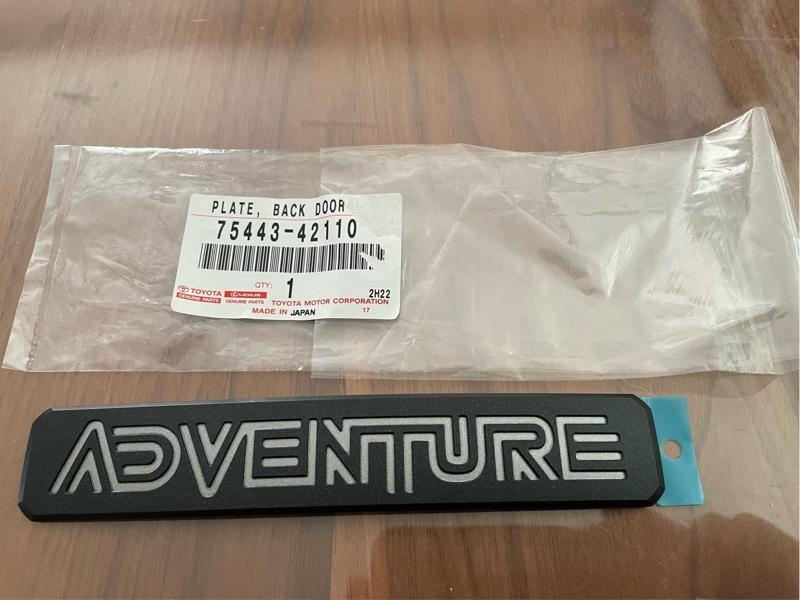 PLATE, BACK DOOR
75443-42110
QTY: 1
2H22
TOYOTA LEXUS
GENUINE PARTS GENUINE PARTS TOYOTA MOTOR CORPORATION
MADE IN JAPAN 17
ADVENTURE